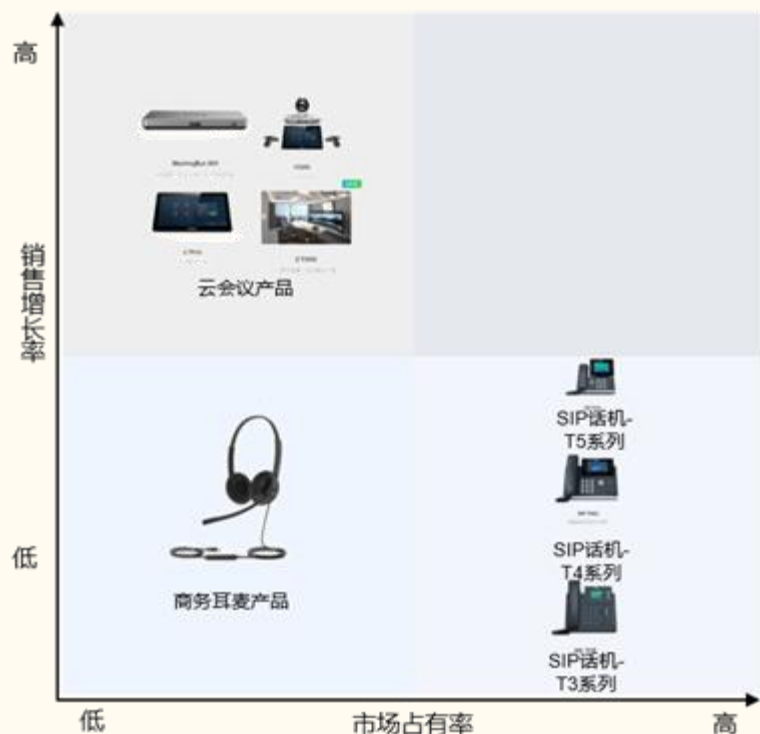 高
云会议产品
销售增长率
SIP话机-
T5系列
SIP话机-
T4系列
低
商务耳麦产品
SIP话机-
T3系列
低
市场占有率
高